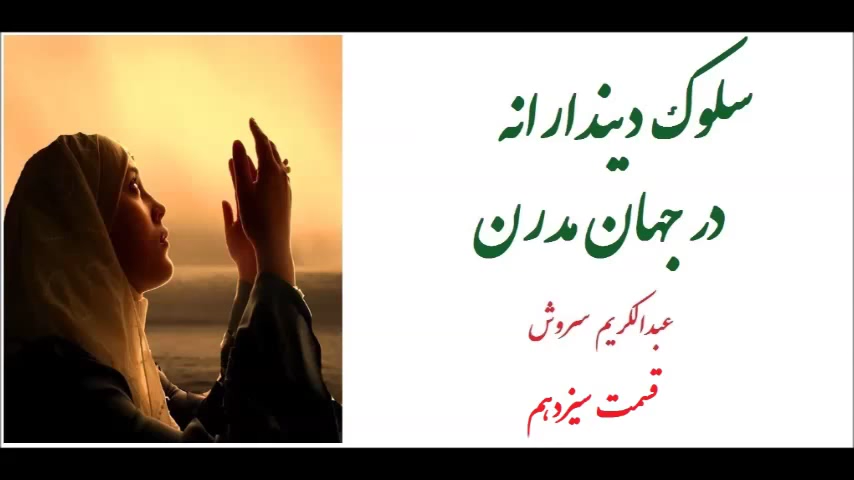 سلوک دیندارانه
در جهان مدرن
عبدالکریم سروش
قسمت سیزدهم